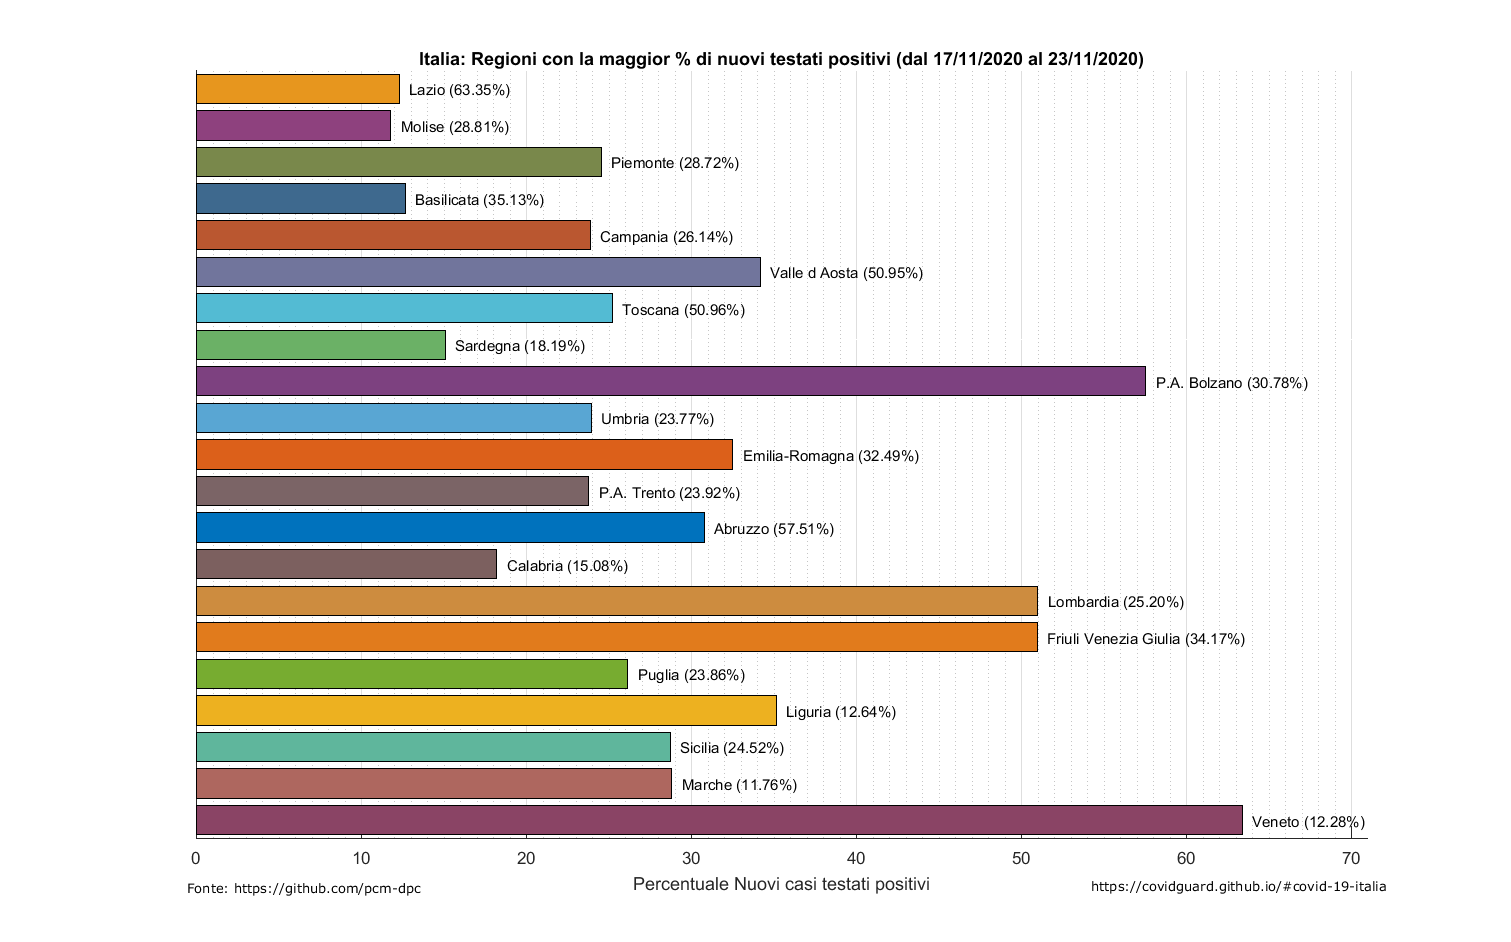 Italia: Regioni con la maggior % di nuovi testati positivi (dal 17/11/2020 al 23/11/2020)
Lazio (63.35%)
Molise (28.81%)
Piemonte (28.72%)
Basilicata (35.13%)
Campania (26.14%)
Valle d Aosta (50.95%)
Toscana (50.96%)
Sardegna (18.19%)
P.A. Bolzano (30.78%)
Umbria (23.77%)
Emilia-Romagna (32.49%)
P.A. Trento (23.92%)
Abruzzo (57.51%)
Calabria (15.08%)
Lombardia (25.20%)
Friuli Venezia Giulia (34.17%)
Puglia (23.86%)
Liguria (12.64%)
Sicilia (24.52%)
Marche (11.76%)
Veneto (12.28%)
0 10 20 30 40 50 60 70
Percentuale Nuovi casi testati positivi
Fonte: https://github.com/pcm-dpc
https://covidguard.github.io/#covid-19-italia